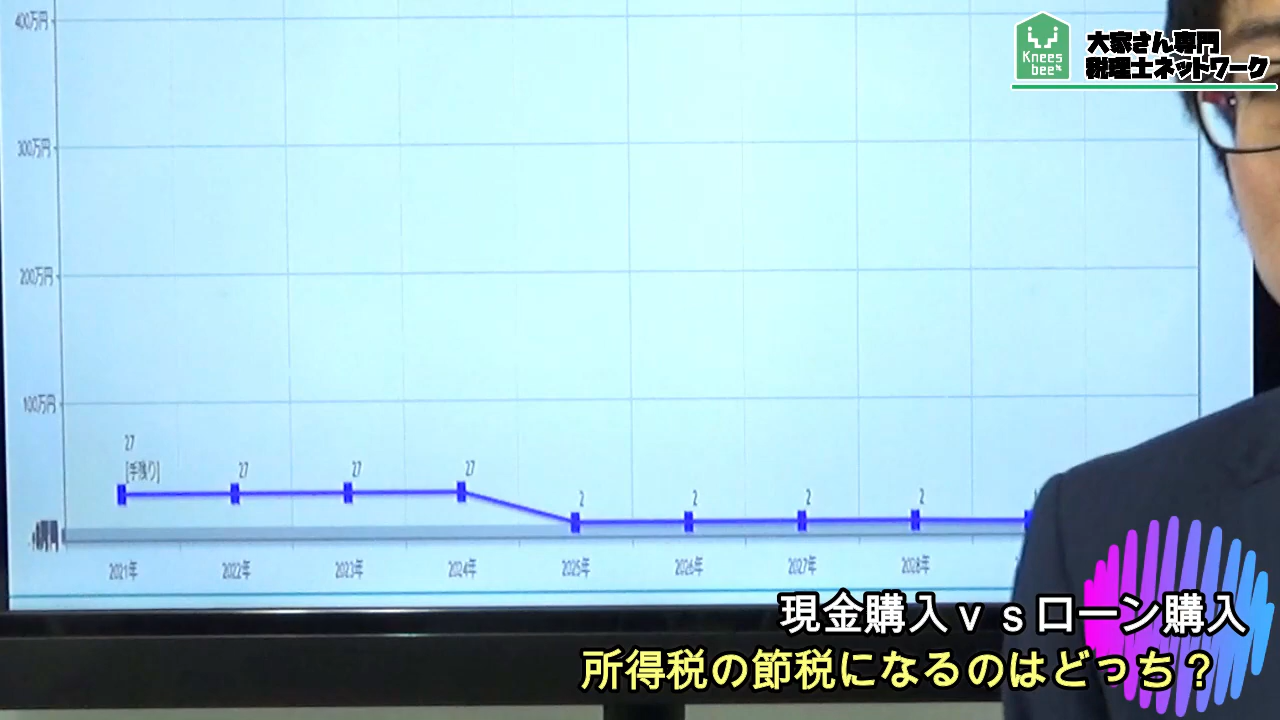 400万円
300万円
200万円
100万円
27
[手残り]
27
27
27
2
2
2
2
2021年
2022年
2023年
2024年
2025年
2026年
2027年
2028年
Knees
bee
大家さん専門
税理士ネットワーク
現金購入ｖｓローン購入
所得税の節税になるのはどっち？